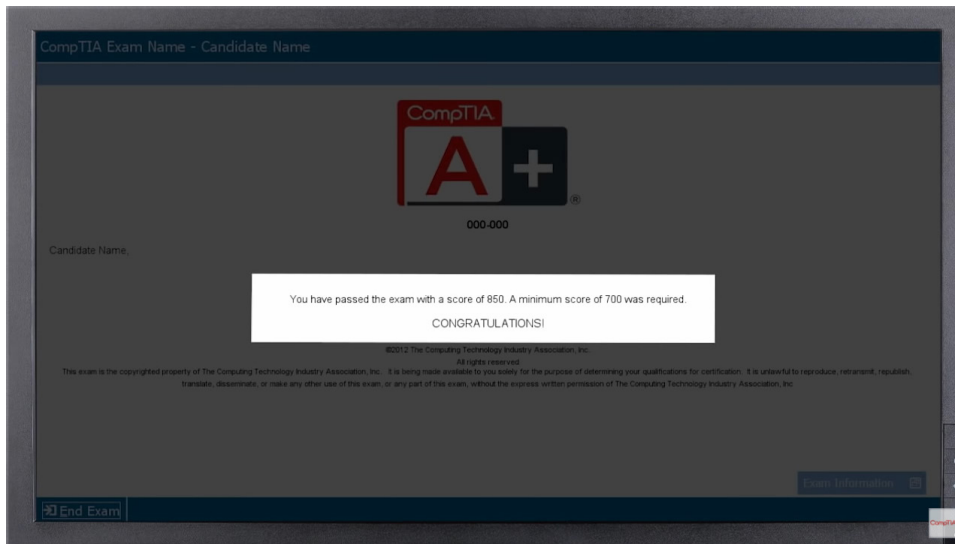 CompTIA Exam Name - Candidate Name
CompTIA
A+®
000-000
Candidate Name,
You have passed the exam with a score of 850. A minimum score of 700 was required.
CONGRATULATIONS!
©2012 The Computing Technology Industry Association, Inc.
All rights reserved
This exam is the copyrighted property of The Computing Technology Industry Association, Inc. It is being made available to you solely for the purpose of determining your qualifications for certification. It is unlawful to reproduce, retransmit, republish,
translate, disseminate, or make any other use of this exam, or any part of this exam, without the express written permission of The Computing Technology Industry Association, Inc
Exam Information
End Exam
CompTIA